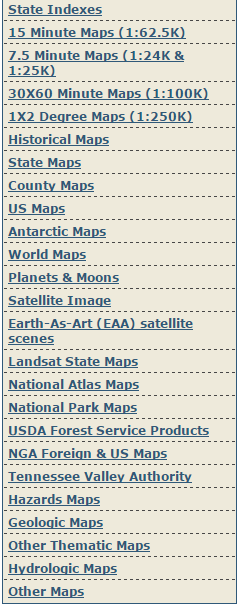 State Indexes
15 Minute Maps (1:62.5K)
7.5 Minute Maps (1:24K &
1:25K)
30X60 Minute Maps (1:100K)
1X2 Degree Maps (1:250K)
Historical Maps
State Maps
County Maps
US Maps
Antarctic Maps
World Maps
Planets & Moons
Satellite Image
Earth-As-Art (EAA) satellite
scenes
Landsat State Maps
National Atlas Maps
National Park Maps
USDA Forest Service Products
NGA Foreign & US Maps
Tennessee Valley Authority
Hazards Maps
Geologic Maps
Other Thematic Maps
Hydrologic Maps
Other Maps